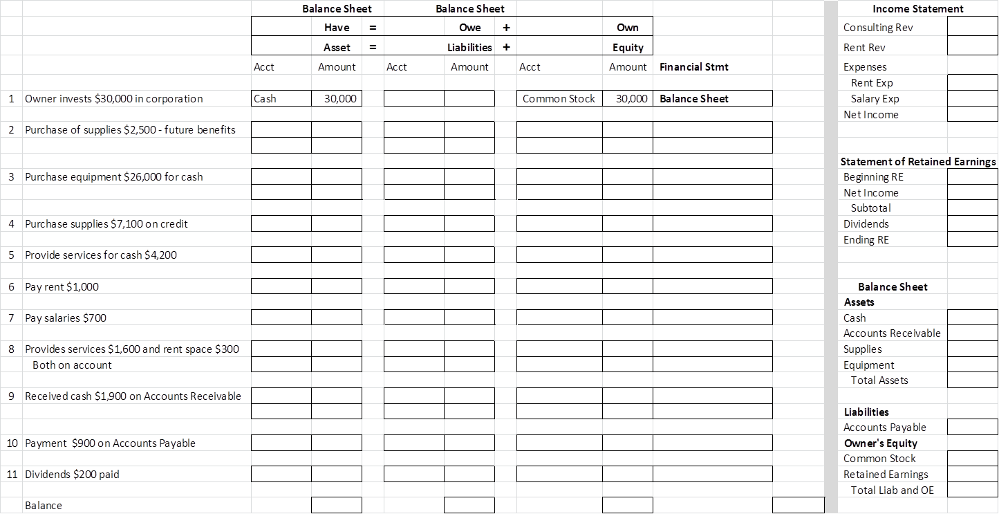 Balance Sheet Balance Sheet Income Statement
Have = Owe + Own Consulting Rev
Asset = Liabilities + Equity Rent Rev
Acct Amount Acct Amount Acct Amount Financial Stmt Expenses
Rent Exp
1 Owner invests $30,000 in corporation Cash 30,000 Common Stock 30,000 Balance Sheet Salary Exp
Net Income
2 Purchase of supplies $2,500 - future benefits
Statement of Retained Earnings
3 Purchase equipment $26,000 for cash Beginning RE
Net Income
Subtotal
4 Purchase supplies $7,100 on credit Dividends
Ending RE
5 Provide services for cash $4,200
6 Pay rent $1,000 Balance Sheet
Assets
7 Pay salaries $700 Cash
Accounts Receivable
8 Provides services $1,600 and rent space $300 Supplies
Both on account Equipment
Total Assets
9 Received cash $1,900 on Accounts Receivable
Liabilities
Accounts Payable
10 Payment $900 on Accounts Payable Owner's Equity
Common Stock
11 Dividends $200 paid Retained Earnings
Total Liab and OE
Balance